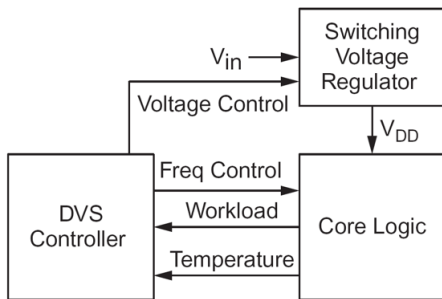 Switching
Voltage
Regulator
Vin
Voltage Control
VDD
Freq Control
DVS
Controller
Workload
Core Logic
Temperature